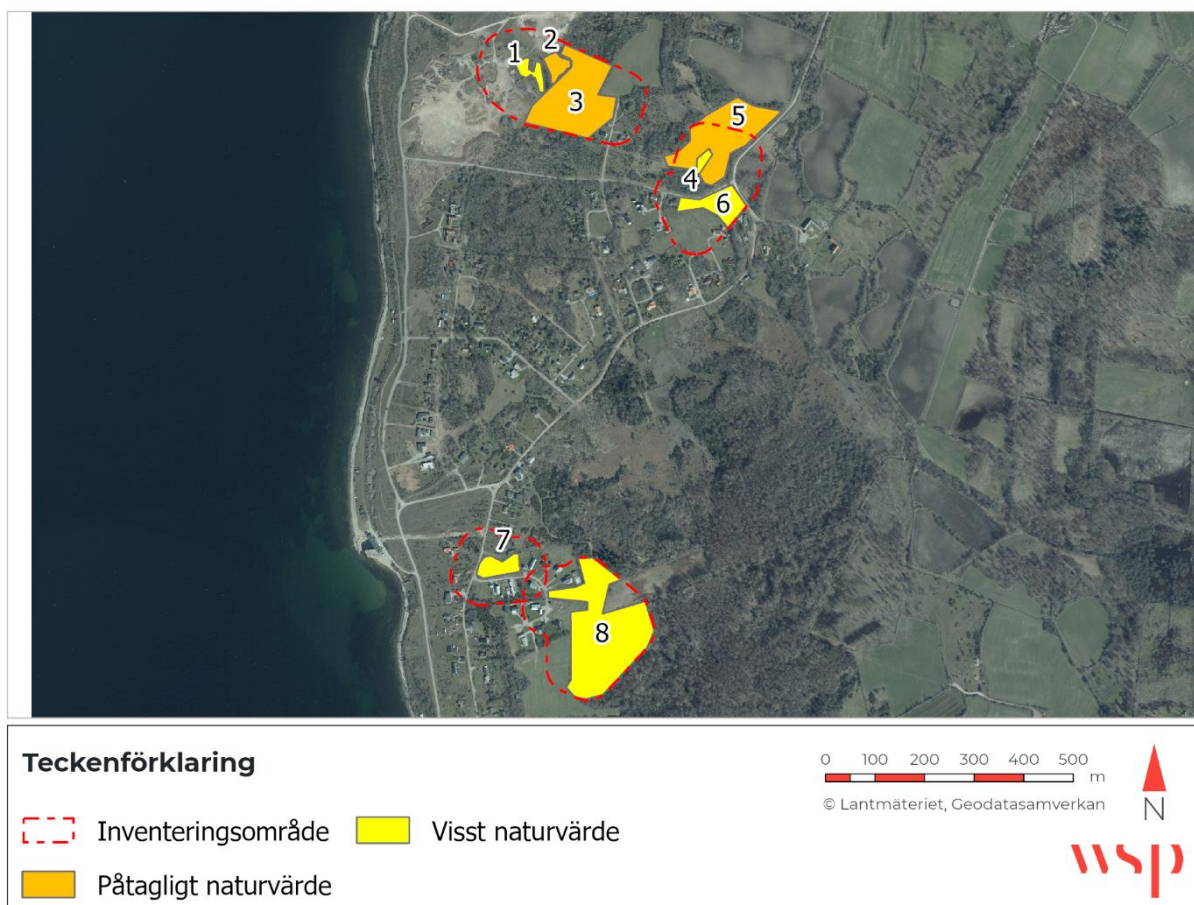 1
2
3
5
4
6
7
8
Teckenförklaring
Inventeringsområde
Visst naturvärde
Påtagligt naturvärde
0 100 200 300 400 500
m
© Lantmäteriet, Geodatasamverkan
N
wsp